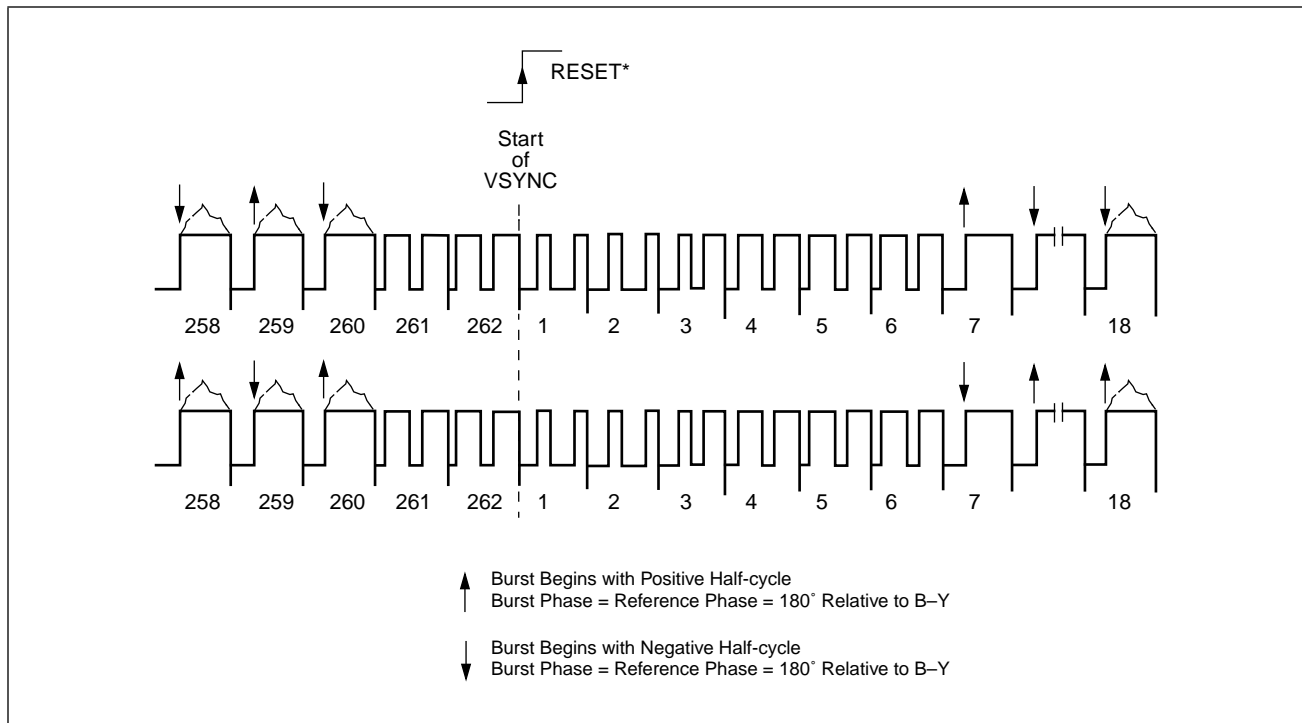 RESET*
Start
of
VSYNC
258 259 260 261 262 1 2 3 4 5 6 7 18
258 259 260 261 262 1 2 3 4 5 6 7 18
Burst Begins with Positive Half-cycle
Burst Phase = Reference Phase = 180° Relative to B–Y
Burst Begins with Negative Half-cycle
Burst Phase = Reference Phase = 180° Relative to B–Y